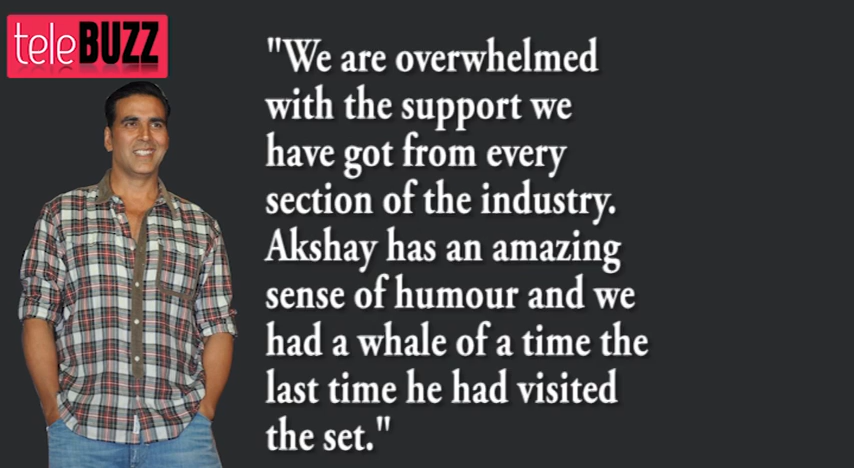 teleBUZZ
"We are overwhelmed
with the support we
have got from every
section of the industry.
Akshay has an amazing
sense of humour and we
had a whale of a time the
last time he had visited
the set."